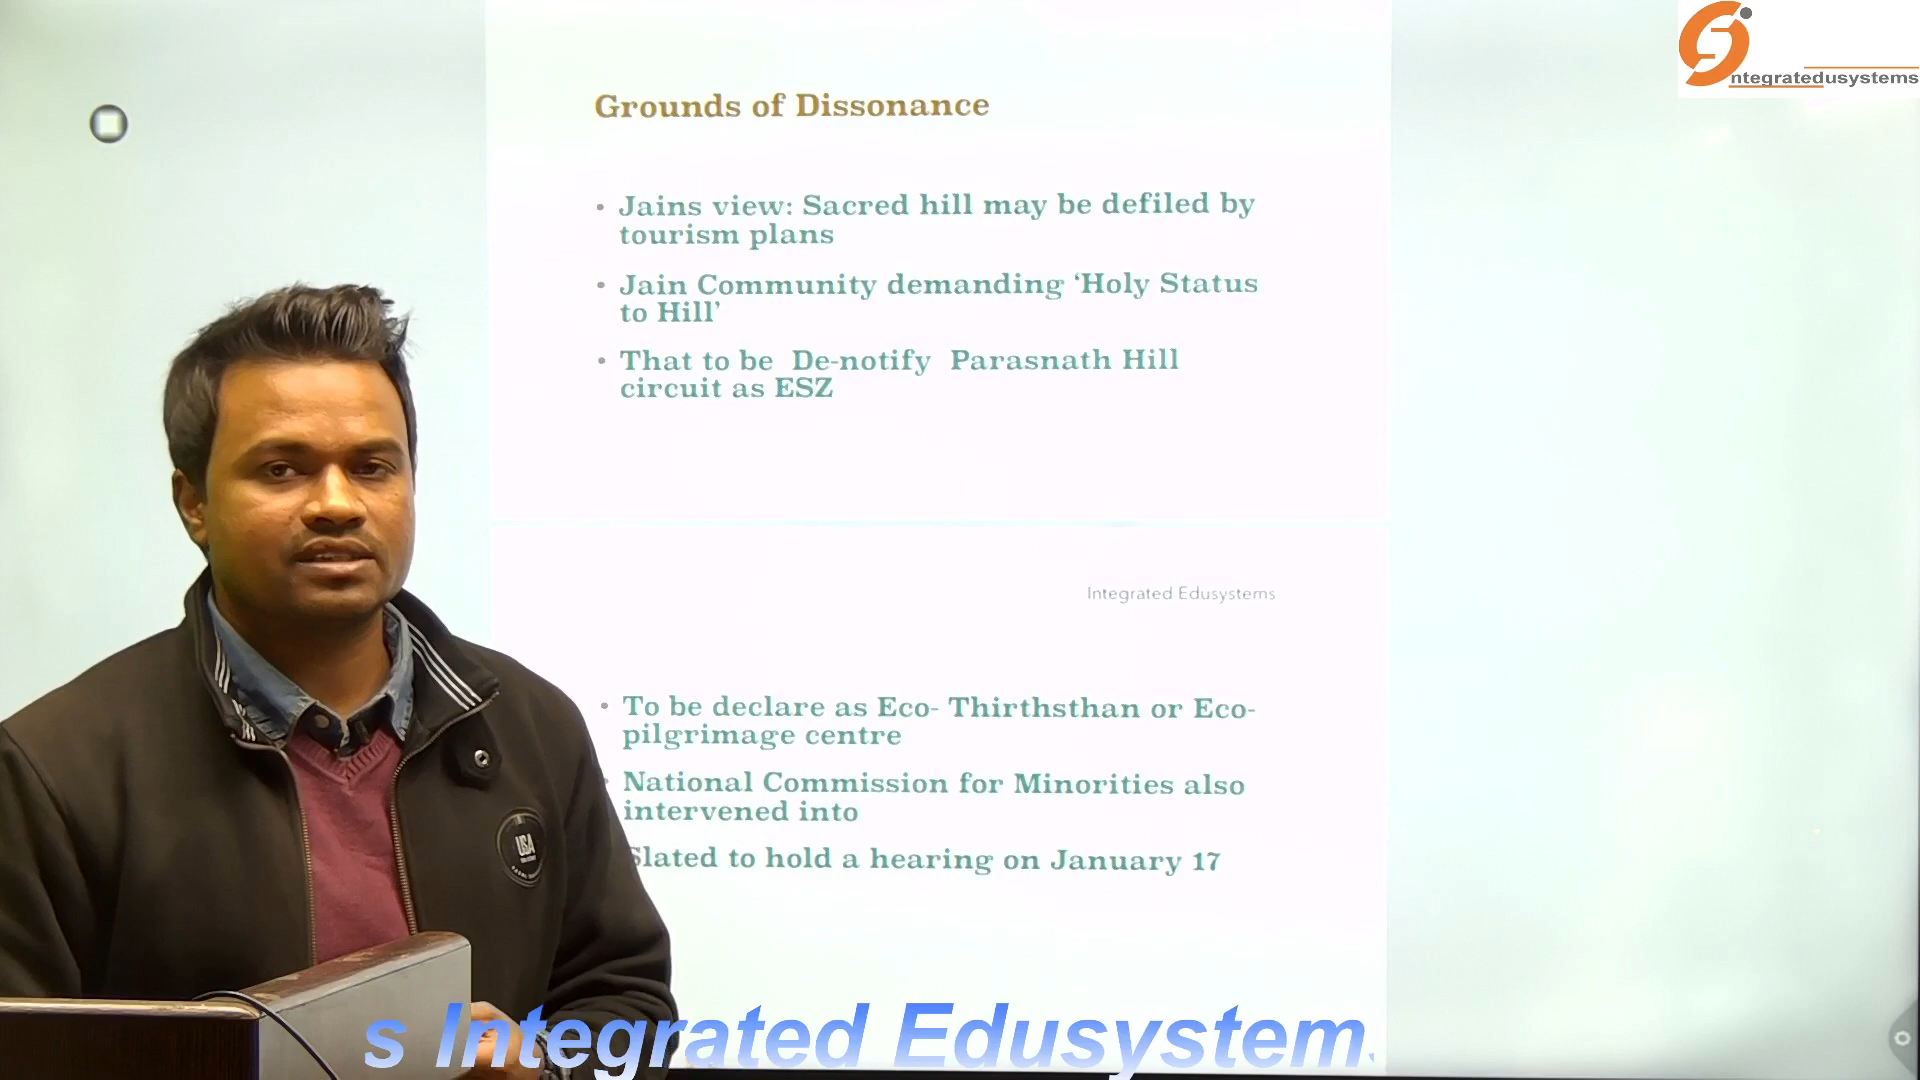 ntegratedusystems
Grounds of Dissonance
• Jains view: Sacred hill may be defiled by
tourism plans
• Jain Community demanding ‘Holy Status
to Hill’
• That to be De-notify Parasnath Hill
circuit as ESZ
Integrated Edusystems
• To be declare as Eco- Thirthsthan or Eco-
pilgrimage centre
National Commission for Minorities also
intervened into
Slated to hold a hearing on January 17
USA
s Integrated Edusystem